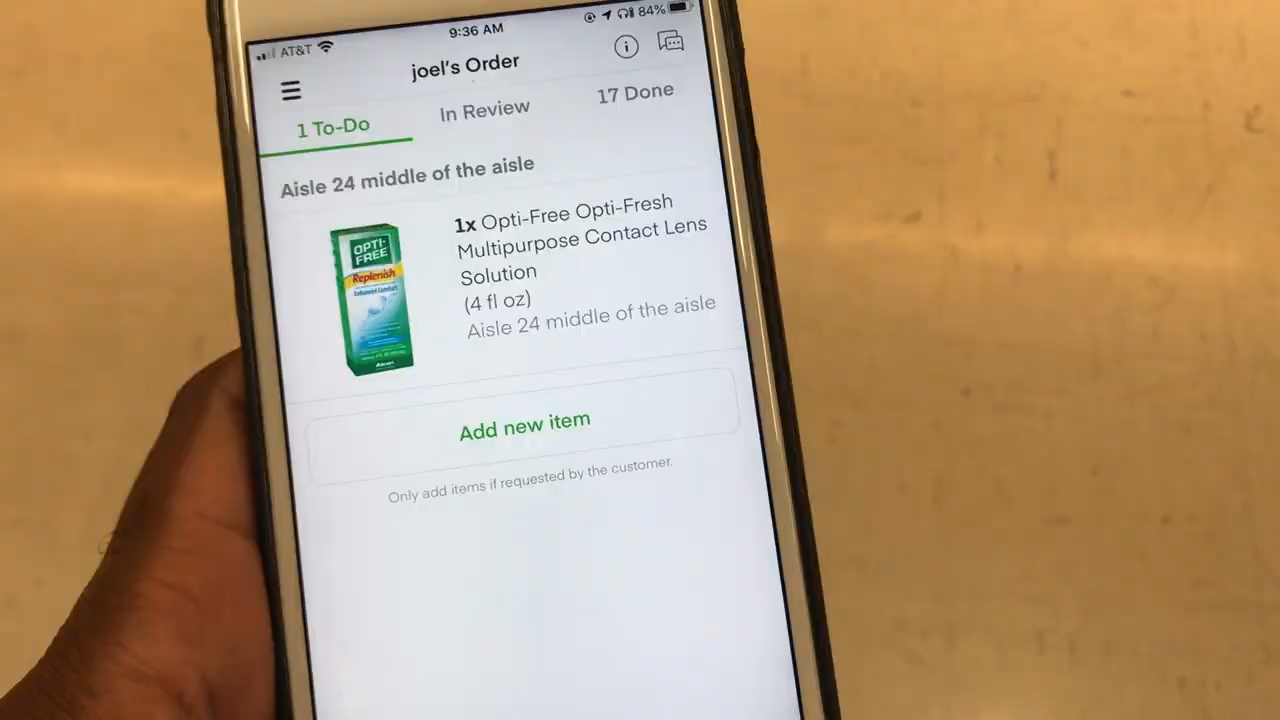 AT&T
9:36 AM
84%
joel's Order
1 To-Do
In Review
17 Done
Aisle 24 middle of the aisle
OPTI-
FREE
Replenish
1x Opti-Free Opti-Fresh
Multipurpose Contact Lens
Solution
(4 fl oz)
Aisle 24 middle of the aisle
Alcon
Add new item
Only add items if requested by the customer.